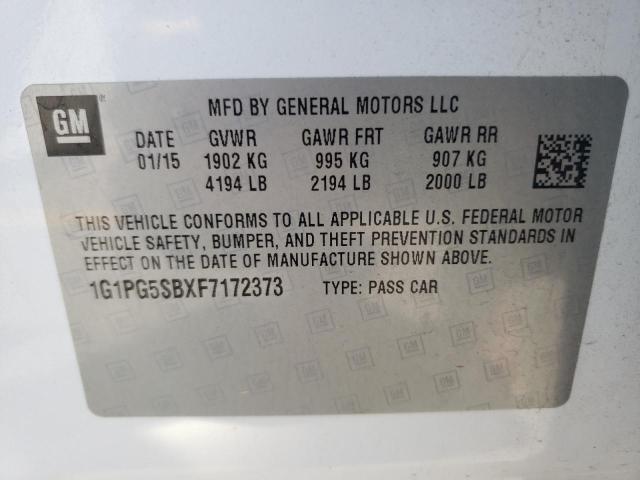 GM
MFD BY GENERAL MOTORS LLC
DATE GVWR GAWR FRT GAWR RR
01/15 1902 KG 995 KG 907 KG
4194 LB 2194 LB 2000 LB
THIS VEHICLE CONFORMS TO ALL APPLICABLE U.S. FEDERAL MOTOR
VEHICLE SAFETY, BUMPER, AND THEFT PREVENTION STANDARDS IN
EFFECT ON THE DATE OF MANUFACTURE SHOWN ABOVE.
1G1PG5SBXF7172373 TYPE: PASS CAR